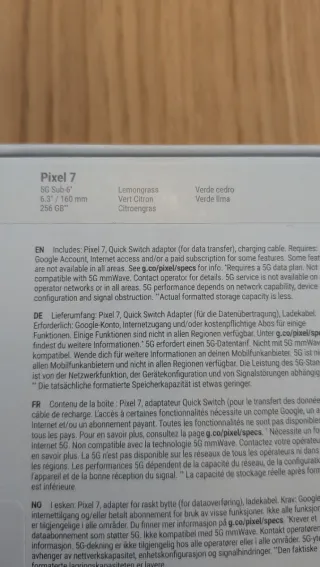 Pixel 7
5G Sub 6*
6.3" / 160 mm
256 GB**
Lemongrass
Vert Citron
Citroengras
Verde cedro
Verde lima
EN Includes: Pixel 7, Quick Switch adaptor (for data transfer), charging cable. Requires:
Google Account, Internet access and/or a paid subscription for some features. Some feat
are not available in all areas. See g.co/pixel/specs for info. *Requires a 5G data plan. Not
compatible with 5G mmWave. Contact operator for details. 5G service is not available on
operator networks or in all areas. 5G performance depends on network capability, device
configuration and signal obstruction. **Actual formatted storage capacity is less.
DE Lieferumfang: Pixel 7, Quick Switch Adapter (für die Datenübertragung), Ladekabel.
Erforderlich: Google-Konto, Internetzugang und/oder kostenpflichtige Abos für einige
Funktionen. Einige Funktionen sind nicht in allen Regionen verfügbar. Unter g.co/pixel/spe
findest du weitere Informationen.* 5G erfordert einen 5G-Datentarif. Nicht mit 5G mmWav
kompatibel. Wende dich für weitere Informationen an deinen Mobilfunkanbieter. 5G ist ni
allen Mobilfunkanbietern und nicht in allen Regionen verfügbar. Die Leistung des 5G-Stan
ist von der Netzwerkfunktion, der Gerätekonfiguration und von Signalstörungen abhängig
** Die tatsächliche formatierte Speicherkapazität ist etwas geringer.
FR Contenu de la boîte : Pixel 7, adaptateur Quick Switch (pour le transfert des donnée
câble de recharge. L'accès à certaines fonctionnalités nécessite un compte Google, un a
Internet et/ou un abonnement payant. Toutes les fonctionnalités ne sont pas disponibles
tous les pays. Pour en savoir plus, consultez la page g.co/pixel/specs. * Nécessite un fo
internet 5G. Non compatible avec la technologie 5G mmWave. Contactez votre opérateu
en savoir plus. La 5G n'est pas disponible sur les réseaux de tous les opérateurs ni dans
les régions. Les performances 5G dépendent de la capacité du réseau, de la configuratio
l'appareil et de la bonne réception du signal. ** La capacité de stockage réelle après form
est inférieure.
NO I esken: Pixel 7, adapter for raskt bytte (for dataoverføring), ladekabel. Krav: Google
internettilgang og/eller betalt abonnement for bruk av visse funksjoner. Ikke alle funksjor
er tilgjengelige i alle områder. Du finner mer informasjon på g.co/pixel/specs. *Krever et
dataabonnement som støtter 5G. Ikke kompatibel med 5G mmWave. Kontakt operatøren
informasjon. 5G-dekning er ikke tilgjengelig hos alle operatører eller i alle områder. 5G-yte
avhenger av nettverkskapasitet, enhetskonfigurasjon og signalhindringer. **Den faktiske
formaterte lagringskapasiteten er lavere.